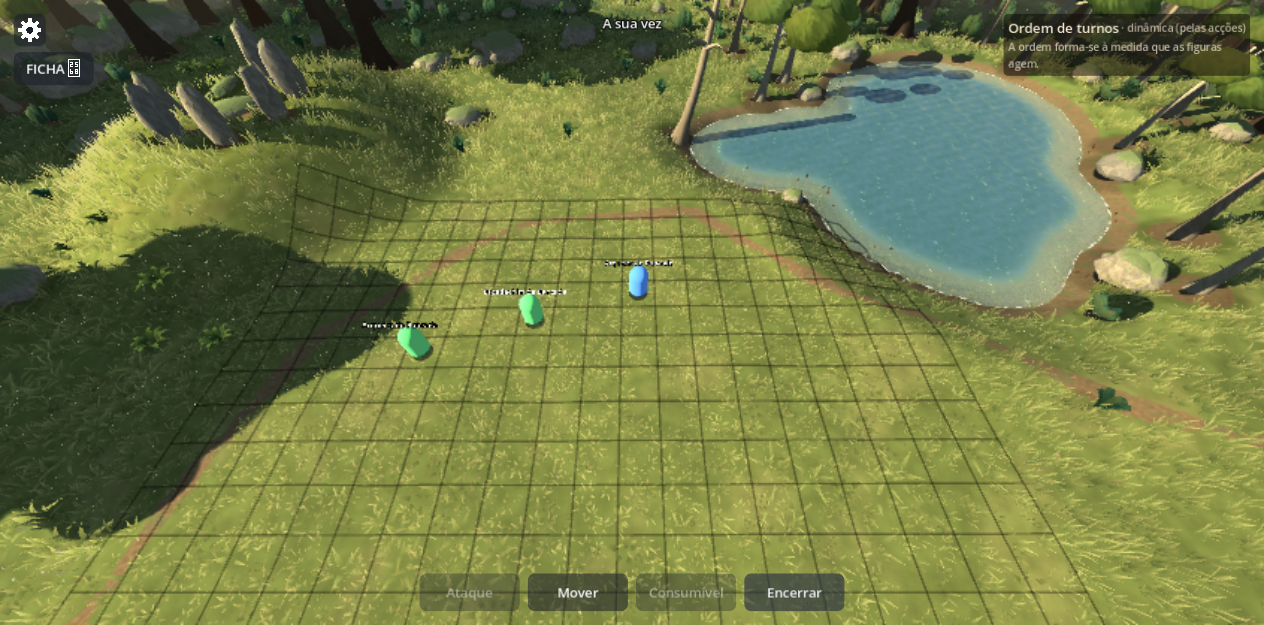 A sua vez
Ordem de turnos · dinâmica (pelas acções)
A ordem forma-se à medida que as figuras
agem.
FICHA
Ataque
Mover
Consumível
Encerrar